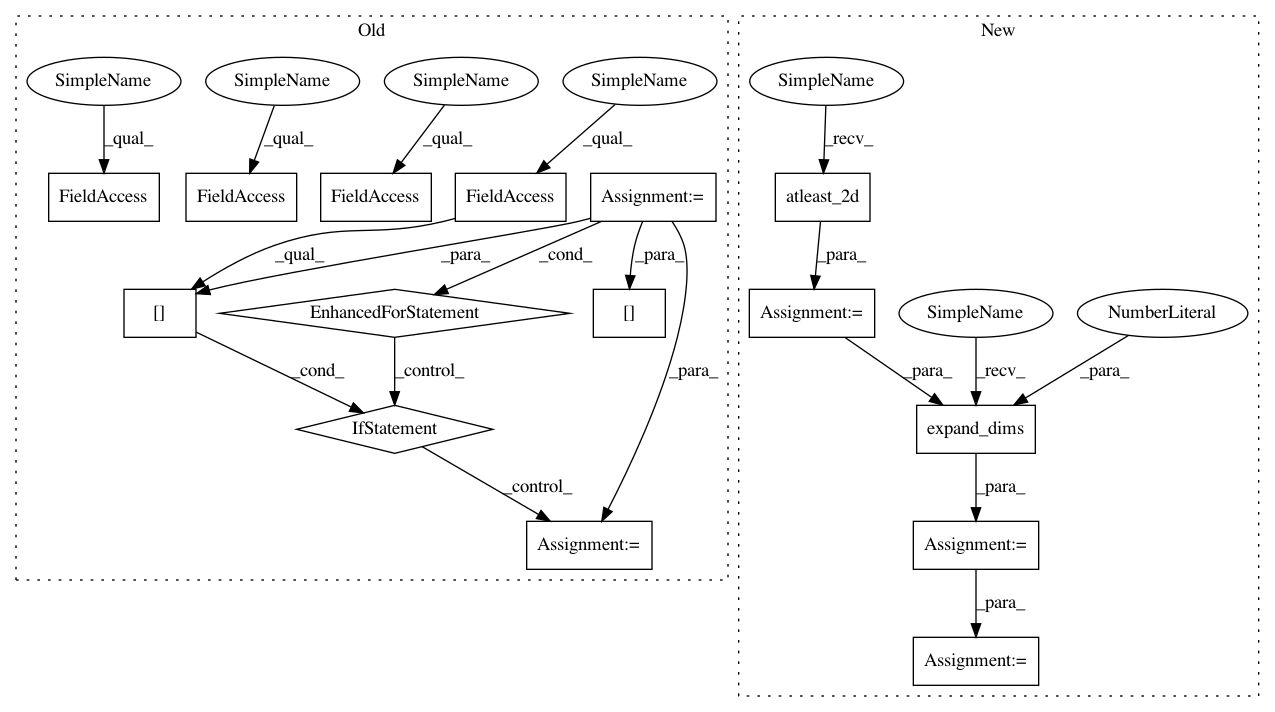 Old
New
SimpleName
SimpleName
SimpleName
SimpleName
SimpleName
_qual_
_qual_
_qual_
_qual_
_recv_
FieldAccess
FieldAccess
FieldAccess
FieldAccess
Assignment:=
atleast_2d
_qual_
_para_
_cond_
_para_
_para_
[]
EnhancedForStatement
[]
Assignment:=
SimpleName
NumberLiteral
_cond_
_control_
_para_
_para_
_recv_
_para_
IfStatement
expand_dims
_control_
_para_
Assignment:=
Assignment:=
_para_
Assignment:=